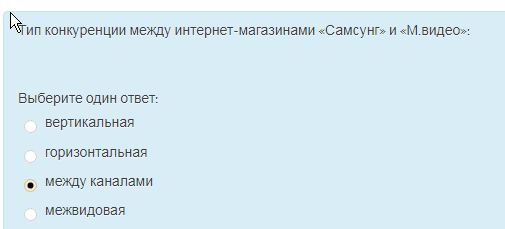 Тип конкуренции между интернет-магазинами «Самсунг» и «М.видео»:
Выберите один ответ:
вертикальная
горизонтальная
между каналами
межвидовая